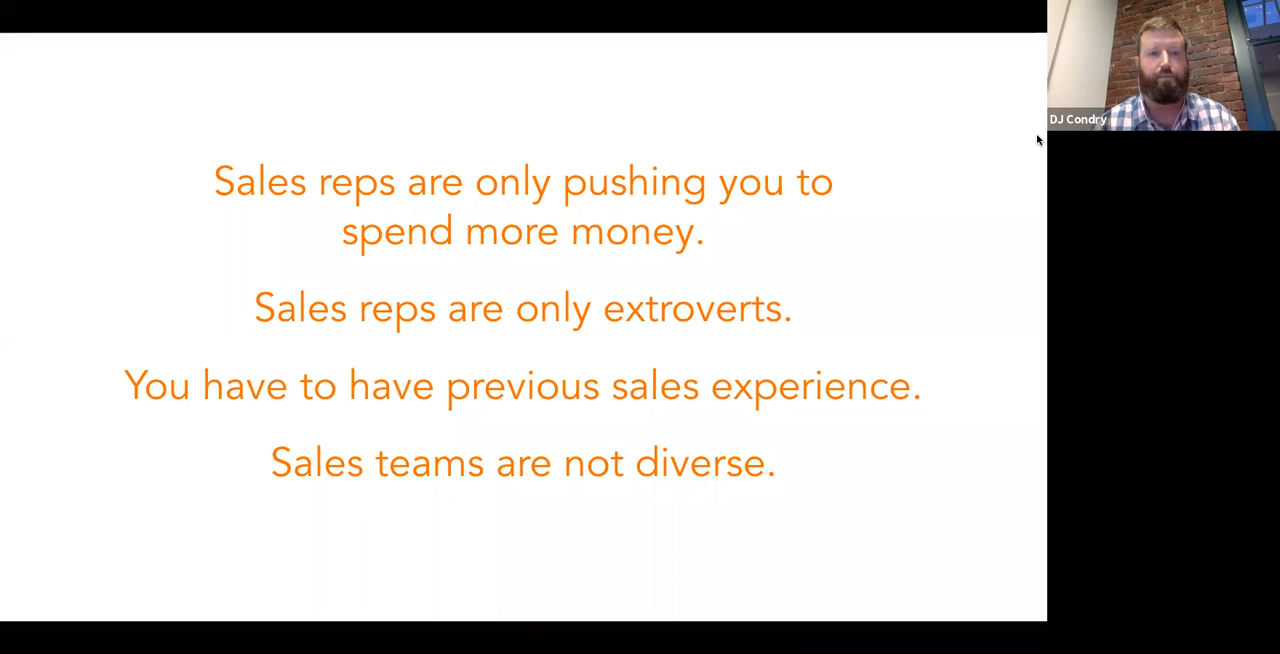 Sales reps are only pushing you to
spend more money.
Sales reps are only extroverts.
You have to have previous sales experience.
Sales teams are not diverse.
DJ Condry